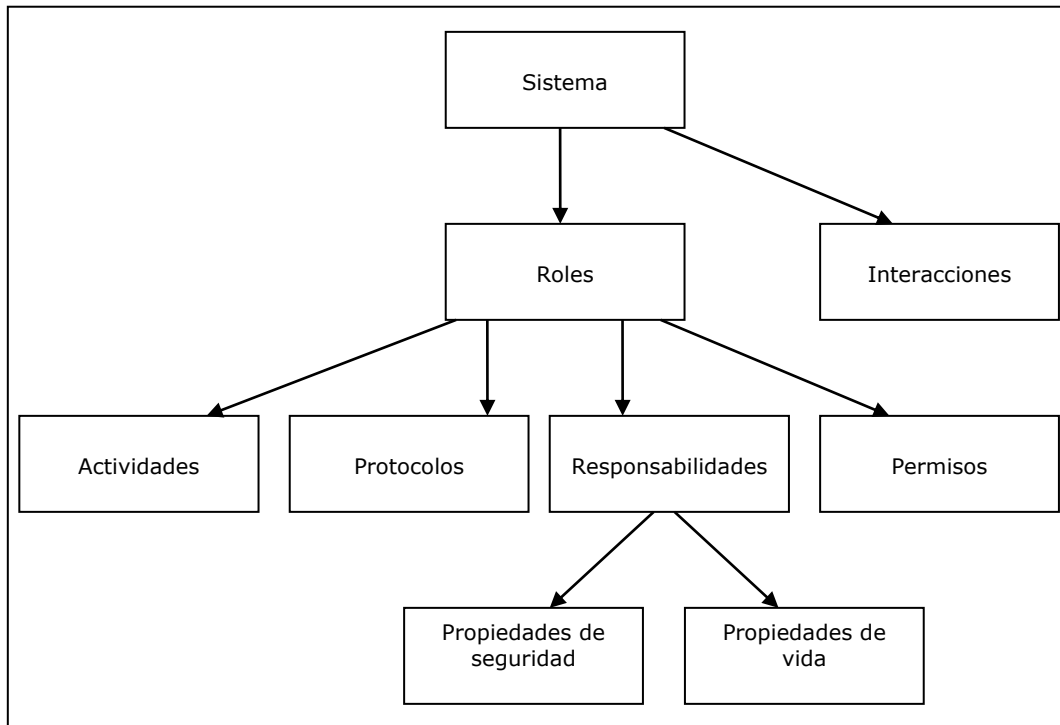 Sistema
Roles
Interacciones
Actividades
Protocolos
Responsabilidades
Permisos
Propiedades de
seguridad
Propiedades de
vida